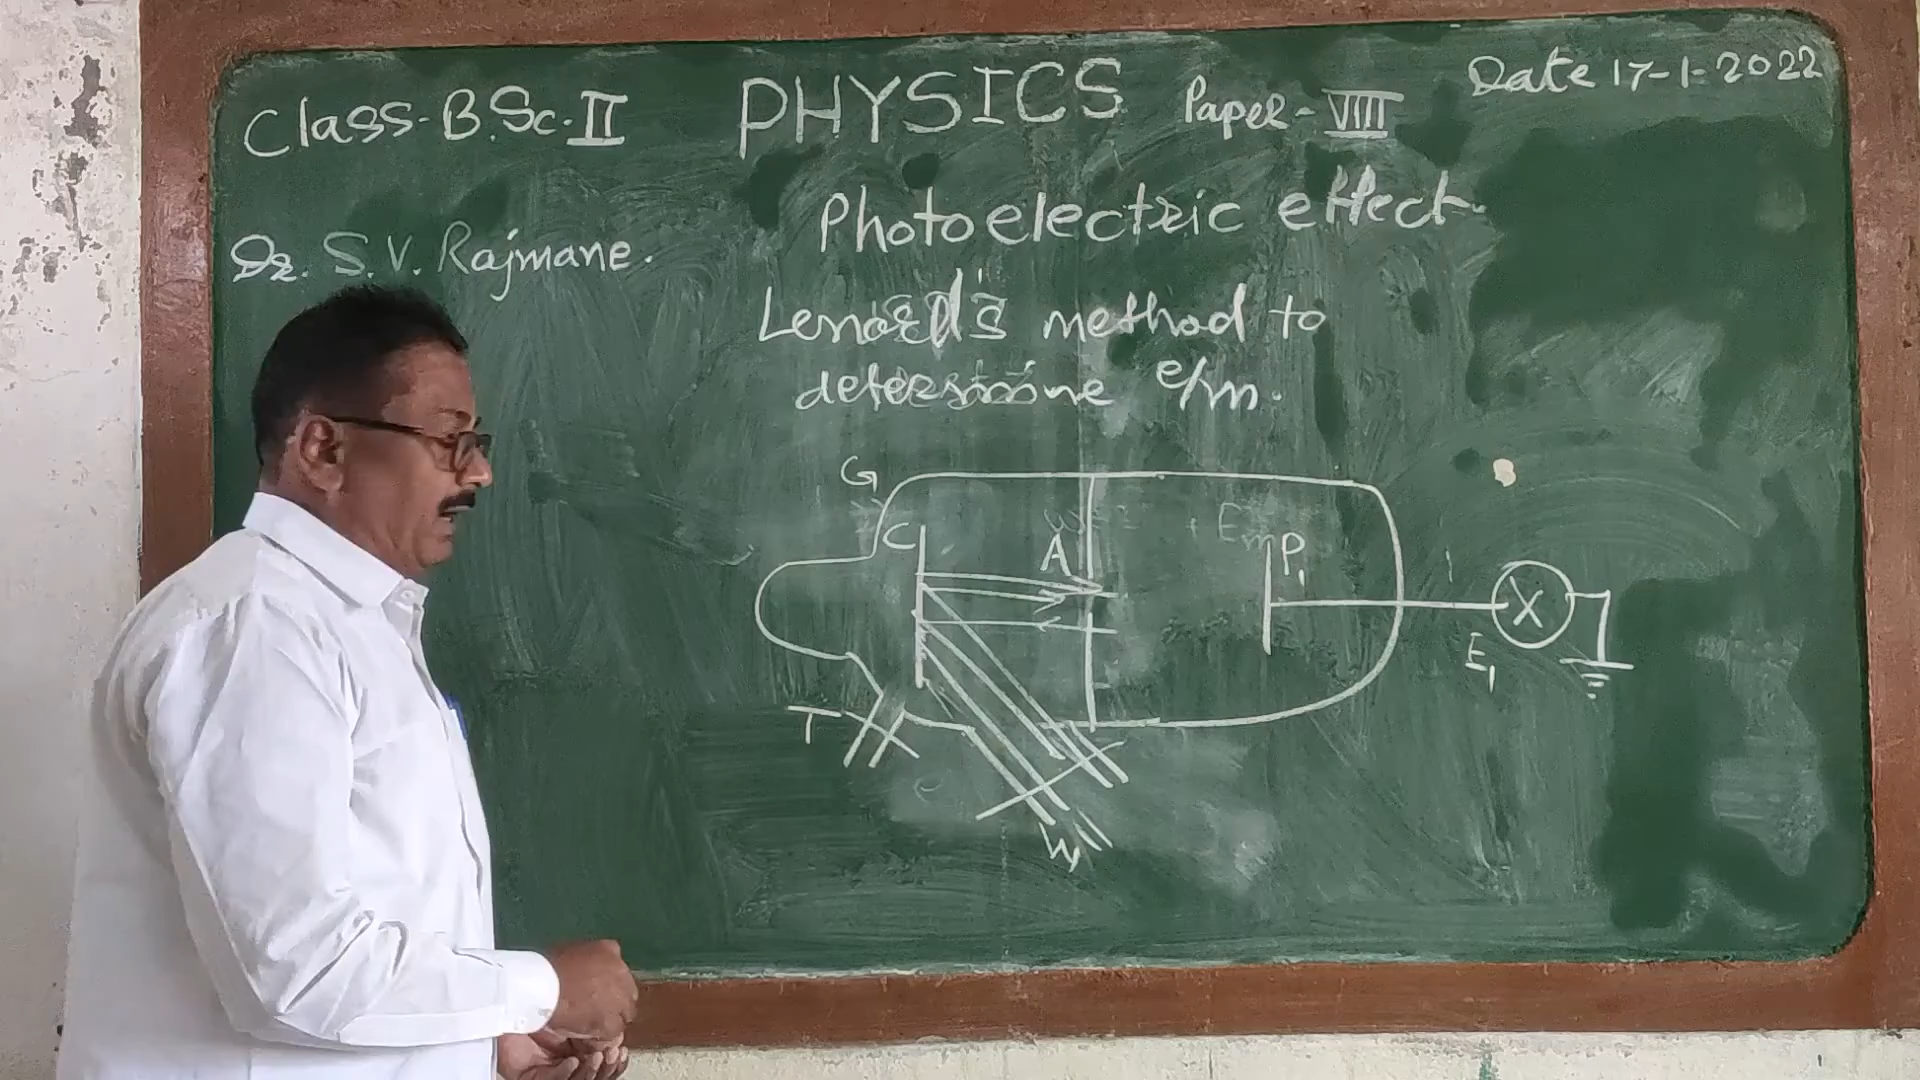 Class-B.Sc-II PHYSICS Paper-VIII Date 17-1-2022
Dr. S.V. Rajmane.
Photoelectric effect.
Lenard's method to
determine e/m.
G
C
A
P1
E1
T
W1